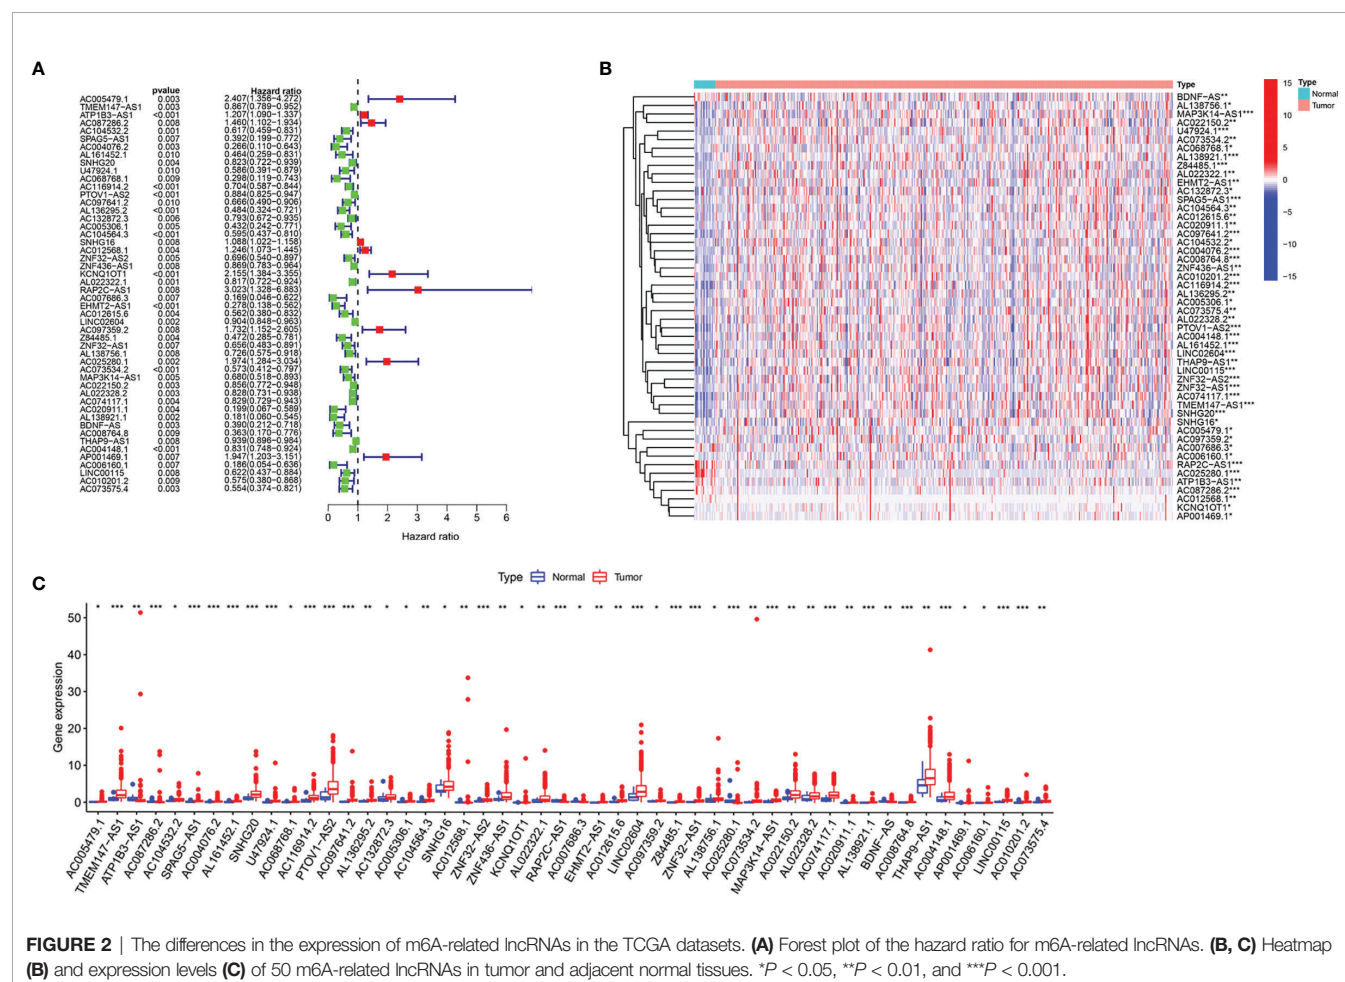 A
pvalue Hazard ratio
AC005479.1 0.003 2.407(1.356−4.272)
TMEM147−AS1 0.003 0.867(0.789−0.952)
ATP1B3−AS1 <0.001 1.207(1.090−1.337)
AC087286.2 0.008 1.460(1.102−1.934)
AC104532.2 0.001 0.617(0.459−0.831)
SPAG5−AS1 0.007 0.392(0.199−0.772)
AC004076.2 0.003 0.266(0.110−0.643)
AL161452.1 0.010 0.464(0.259−0.831)
SNHG20 0.004 0.823(0.722−0.939)
U47924.1 0.010 0.586(0.391−0.879)
AC068768.1 0.009 0.298(0.119−0.743)
AC116914.2 <0.001 0.704(0.587−0.844)
PTOV1−AS2 <0.001 0.884(0.825−0.947)
AC097641.2 0.010 0.666(0.490−0.906)
AL136295.2 <0.001 0.484(0.324−0.721)
AC132872.3 0.006 0.793(0.672−0.935)
AC005306.1 0.005 0.432(0.242−0.771)
AC104564.3 <0.001 0.595(0.437−0.810)
SNHG16 0.008 1.088(1.022−1.158)
AC012568.1 0.004 1.246(1.073−1.445)
ZNF32−AS2 0.005 0.696(0.540−0.897)
ZNF436−AS1 0.008 0.869(0.783−0.964)
KCNQ1OT1 <0.001 2.155(1.384−3.355)
AL022322.1 0.001 0.817(0.722−0.924)
RAP2C−AS1 0.008 3.023(1.328−6.883)
AC007686.3 0.007 0.169(0.046−0.622)
EHMT2−AS1 <0.001 0.278(0.138−0.562)
AC012615.6 0.004 0.562(0.380−0.832)
LINC02604 0.002 0.904(0.848−0.963)
AC097359.2 0.008 1.732(1.152−2.605)
Z84485.1 0.004 0.472(0.285−0.781)
ZNF32−AS1 0.007 0.656(0.483−0.891)
AL138756.1 0.008 0.726(0.575−0.918)
AC025280.1 0.002 1.974(1.284−3.034)
AC073534.2 <0.001 0.573(0.412−0.797)
MAP3K14−AS1 0.005 0.680(0.518−0.893)
AC022150.2 0.003 0.856(0.772−0.948)
AL022328.2 0.003 0.828(0.731−0.938)
AC074117.1 0.004 0.829(0.729−0.943)
AC020911.1 0.004 0.199(0.067−0.589)
AL138921.1 0.002 0.181(0.060−0.545)
BDNF−AS 0.003 0.390(0.212−0.718)
AC008764.8 0.009 0.363(0.170−0.776)
THAP9−AS1 0.008 0.939(0.896−0.984)
AC004148.1 <0.001 0.831(0.748−0.924)
AP001469.1 0.007 1.947(1.203−3.151)
AC006160.1 0.007 0.186(0.054−0.636)
LINC00115 0.008 0.622(0.437−0.884)
AC010201.2 0.009 0.575(0.380−0.868)
AC073575.4 0.003 0.554(0.374−0.821)
0 1 2 3 4 5 6
Hazard ratio
B
Type
BDNF−AS**
AL138756.1*
MAP3K14−AS1***
AC022150.2**
U47924.1***
AC073534.2**
AC068768.1*
AL138921.1***
Z84485.1***
AL022322.1**
EHMT2−AS1**
AC132872.3*
SPAG5−AS1***
AC104564.3**
AC012615.6**
AC020911.1**
AC097641.2**
AC104532.2*
AC004076.2***
AC008764.8***
ZNF436−AS1**
AC010201.2***
AC116914.2***
AL136295.2**
AC005306.1*
AC073575.4**
AL022328.2**
PTOV1−AS2***
AC004148.1***
AL161452.1***
LINC02604***
THAP9−AS1**
LINC00115***
ZNF32−AS2***
ZNF32−AS1***
AC074117.1***
TMEM147−AS1***
SNHG20***
SNHG16*
AC005479.1*
AC097359.2*
AC007686.3*
AC006160.1*
RAP2C−AS1***
AC025280.1***
ATP1B3−AS1**
AC087286.2***
AC012568.1**
KCNQ1OT1*
AP001469.1*
15
10
5
0
−5
−10
−15
Type
Normal
Tumor
C
Type Normal Tumor
* *** ** *** * *** *** *** *** *** * *** *** ** * * ** * ** *** ** * ** *** * ** ** *** * *** *** * *** ** *** ** ** *** ** *** ** *** ** *** * * *** *** **
Gene expression
50
40
30
20
10
0
AC005479.1
TMEM147−AS1
ATP1B3−AS1
AC087286.2
AC104532.2
SPAG5−AS1
AC004076.2
AL161452.1
SNHG20
U47924.1
AC068768.1
AC116914.2
PTOV1−AS2
AC097641.2
AL136295.2
AC132872.3
AC005306.1
AC104564.3
SNHG16
AC012568.1
ZNF32−AS2
ZNF436−AS1
KCNQ1OT1
AL022322.1
RAP2C−AS1
AC007686.3
EHMT2−AS1
AC012615.6
LINC02604
AC097359.2
Z84485.1
ZNF32−AS1
AL138756.1
AC025280.1
AC073534.2
MAP3K14−AS1
AC022150.2
AL022328.2
AC074117.1
AC020911.1
AL138921.1
BDNF−AS
AC008764.8
THAP9−AS1
AC004148.1
AP001469.1
AC006160.1
LINC00115
AC010201.2
AC073575.4
FIGURE 2 | The differences in the expression of m6A-related lncRNAs in the TCGA datasets. (A) Forest plot of the hazard ratio for m6A-related lncRNAs. (B, C) Heatmap
(B) and expression levels (C) of 50 m6A-related lncRNAs in tumor and adjacent normal tissues. *P < 0.05, **P < 0.01, and ***P < 0.001.